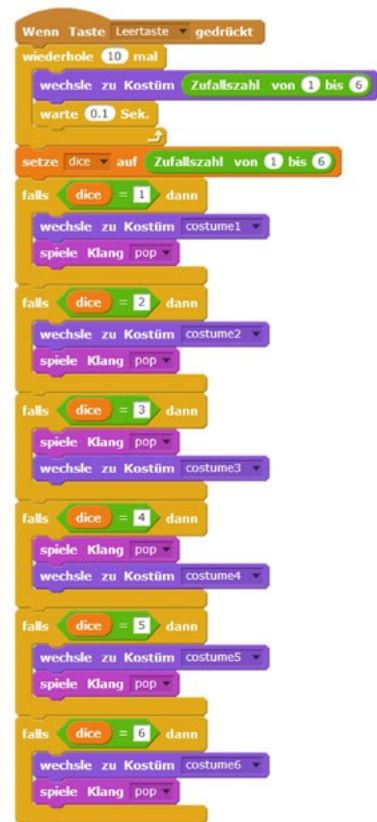 Wenn Taste Leertaste gedrückt
wiederhole 10 mal
wechsle zu Kostüm Zufallszahl von 1 bis 6
warte 0.1 Sek.
setze dice auf Zufallszahl von 1 bis 6
falls dice = 1 dann
wechsle zu Kostüm costume1
spiele Klang pop
falls dice = 2 dann
wechsle zu Kostüm costume2
spiele Klang pop
falls dice = 3 dann
spiele Klang pop
wechsle zu Kostüm costume3
falls dice = 4 dann
spiele Klang pop
wechsle zu Kostüm costume4
falls dice = 5 dann
wechsle zu Kostüm costume5
spiele Klang pop
falls dice = 6 dann
wechsle zu Kostüm costume6
spiele Klang pop